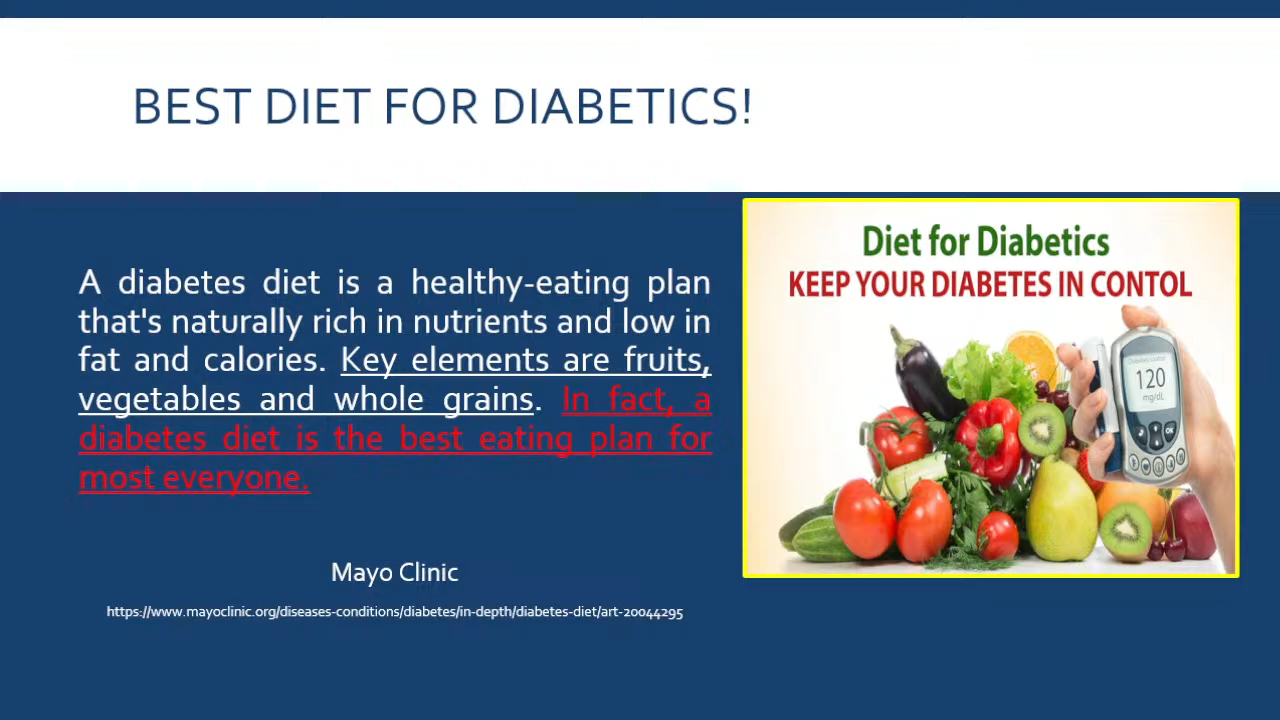 BEST DIET FOR DIABETICS!
A diabetes diet is a healthy-eating plan
that's naturally rich in nutrients and low in
fat and calories. Key elements are fruits,
vegetables and whole grains. In fact, a
diabetes diet is the best eating plan for
most everyone.
Mayo Clinic
https://www.mayoclinic.org/diseases-conditions/diabetes/in-depth/diabetes-diet/art-20044295
Diet for Diabetics
KEEP YOUR DIABETES IN CONTOL
120
mg/dL
OK